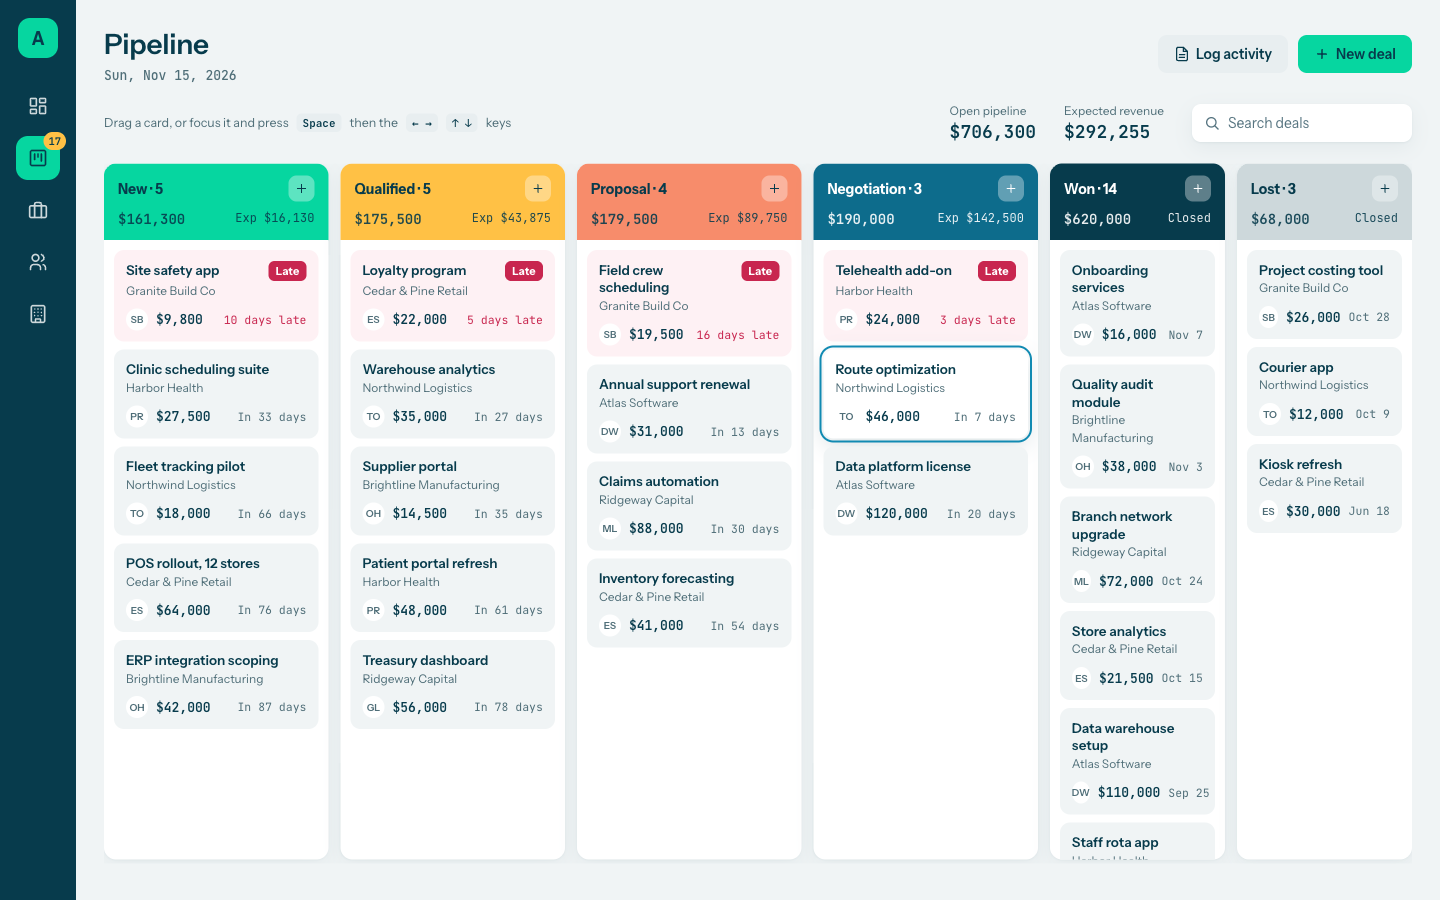 A
17
Pipeline
Sun, Nov 15, 2026
Log activity
+ New deal
Drag a card, or focus it and press Space then the ← → ↑ ↓ keys
Open pipeline
$706,300
Expected revenue
$292,255
Search deals
New · 5
+
$161,300
Exp $16,130
Site safety app
Late
Granite Build Co
SB $9,800 10 days late
Clinic scheduling suite
Harbor Health
PR $27,500 In 33 days
Fleet tracking pilot
Northwind Logistics
TO $18,000 In 66 days
POS rollout, 12 stores
Cedar & Pine Retail
ES $64,000 In 76 days
ERP integration scoping
Brightline Manufacturing
OH $42,000 In 87 days
Qualified · 5
+
$175,500
Exp $43,875
Loyalty program
Late
Cedar & Pine Retail
ES $22,000 5 days late
Warehouse analytics
Northwind Logistics
TO $35,000 In 27 days
Supplier portal
Brightline Manufacturing
OH $14,500 In 35 days
Patient portal refresh
Harbor Health
PR $48,000 In 61 days
Treasury dashboard
Ridgeway Capital
GL $56,000 In 78 days
Proposal · 4
+
$179,500
Exp $89,750
Field crew
scheduling
Late
Granite Build Co
SB $19,500 16 days late
Annual support renewal
Atlas Software
DW $31,000 In 13 days
Claims automation
Ridgeway Capital
ML $88,000 In 30 days
Inventory forecasting
Cedar & Pine Retail
ES $41,000 In 54 days
Negotiation · 3
+
$190,000
Exp $142,500
Telehealth add-on
Late
Harbor Health
PR $24,000 3 days late
Route optimization
Northwind Logistics
TO $46,000 In 7 days
Data platform license
Atlas Software
DW $120,000 In 20 days
Won · 14
+
$620,000
Closed
Onboarding
services
Atlas Software
DW $16,000 Nov 7
Quality audit
module
Brightline
Manufacturing
OH $38,000 Nov 3
Branch network
upgrade
Ridgeway Capital
ML $72,000 Oct 24
Store analytics
Cedar & Pine Retail
ES $21,500 Oct 15
Data warehouse
setup
Atlas Software
DW $110,000 Sep 25
Staff rota app
Harbor Health
Lost · 3
+
$68,000
Closed
Project costing tool
Granite Build Co
SB $26,000 Oct 28
Courier app
Northwind Logistics
TO $12,000 Oct 9
Kiosk refresh
Cedar & Pine Retail
ES $30,000 Jun 18